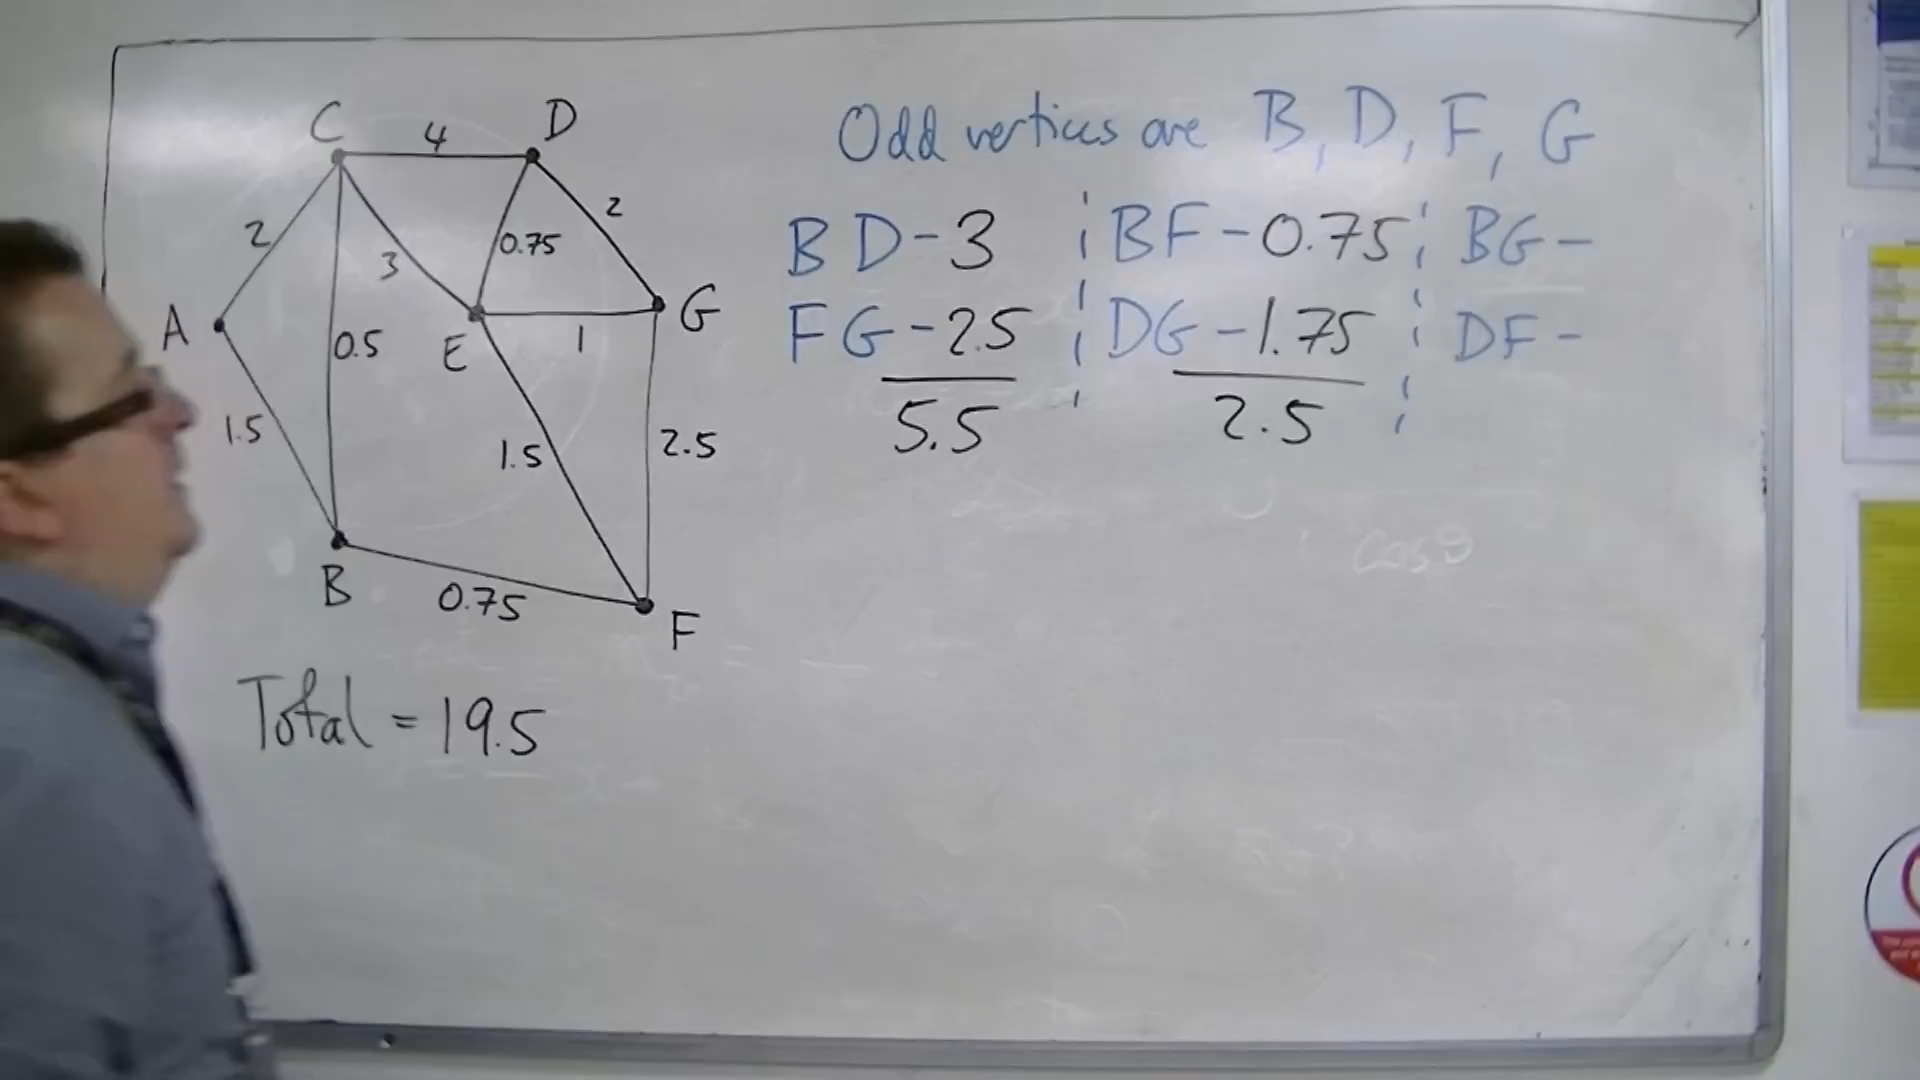 C 4 D
2 3 0.75 2
A 0.5 E 1 G
1.5 1.5 2.5
B 0.75 F
Total = 19.5
Odd vertices are B, D, F, G
BD - 3 BF - 0.75 BG -
FG - 2.5 DG - 1.75 DF -
5.5 2.5
cos θ